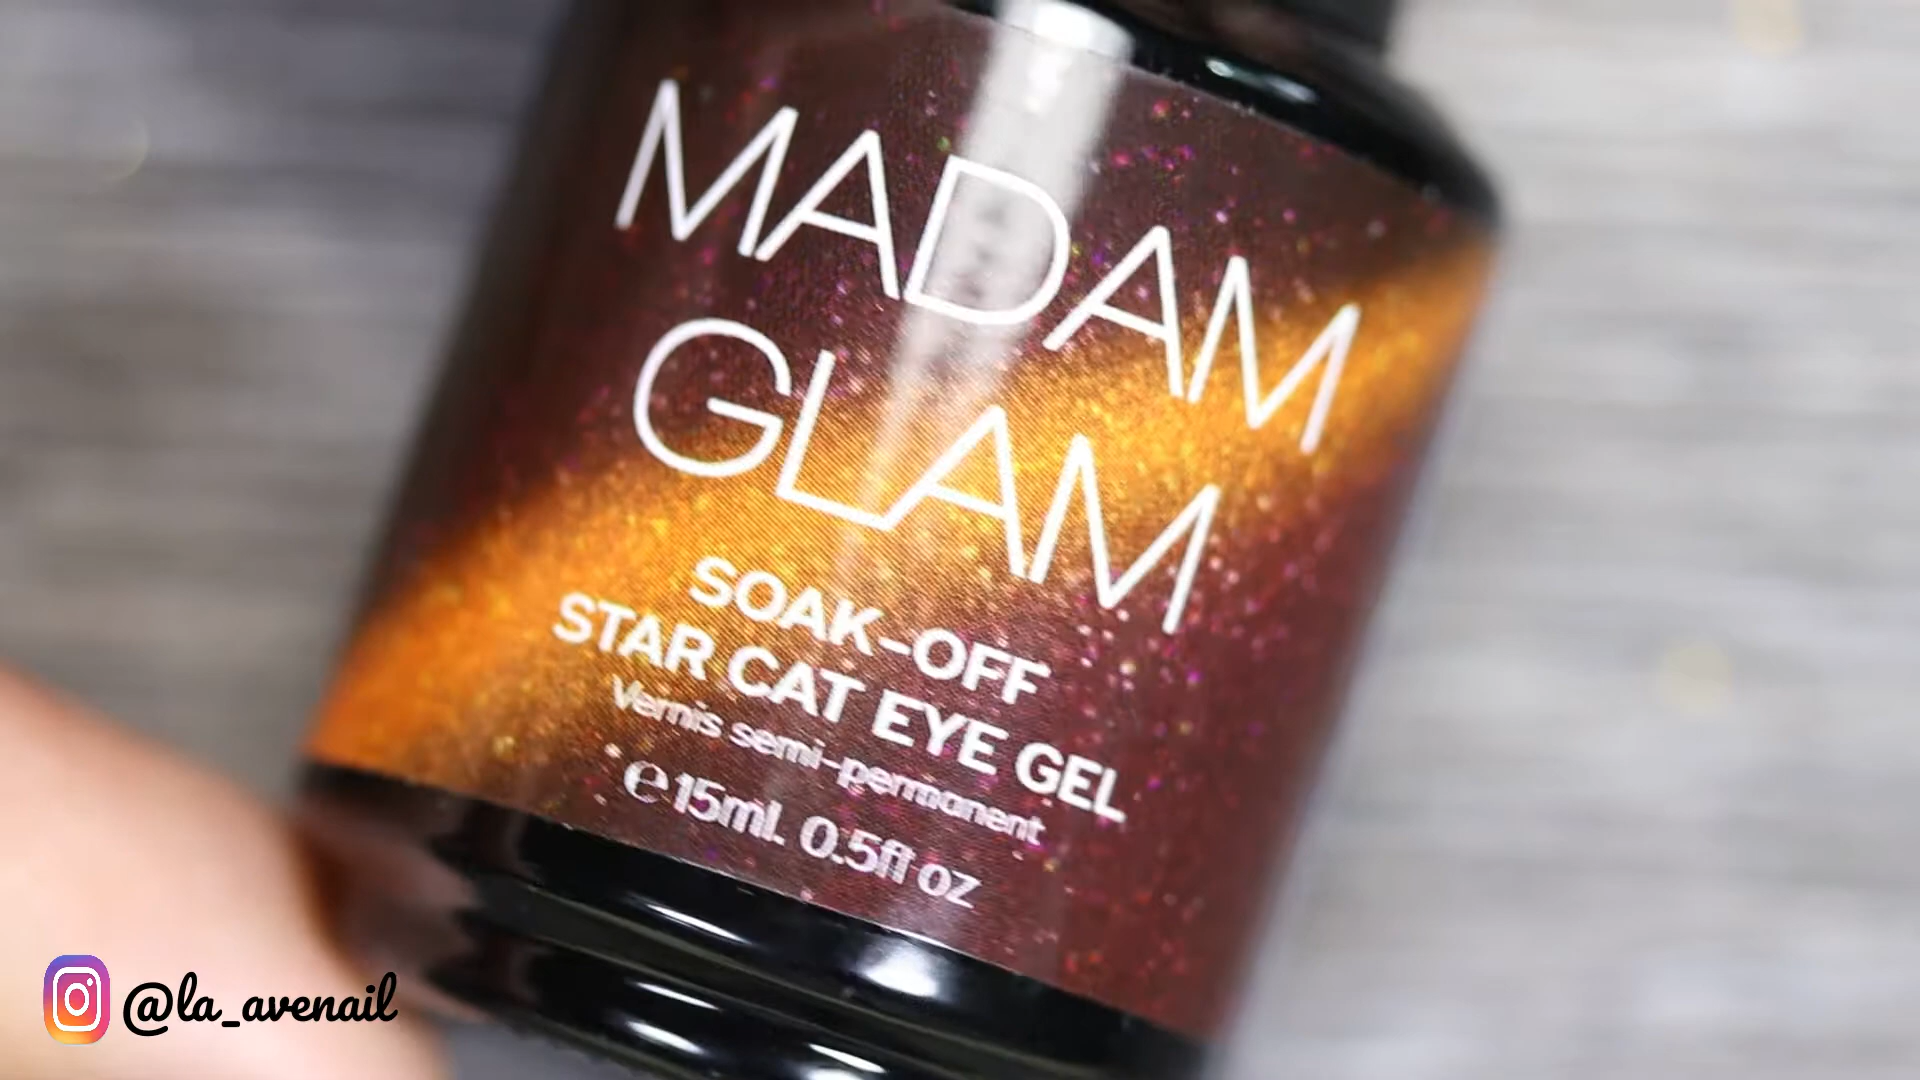 MADAM
GLAM
SOAK-OFF
STAR CAT EYE GEL
Vernis semi-permanent
℮ 15ml. 0.5fl oz
@la_avenail